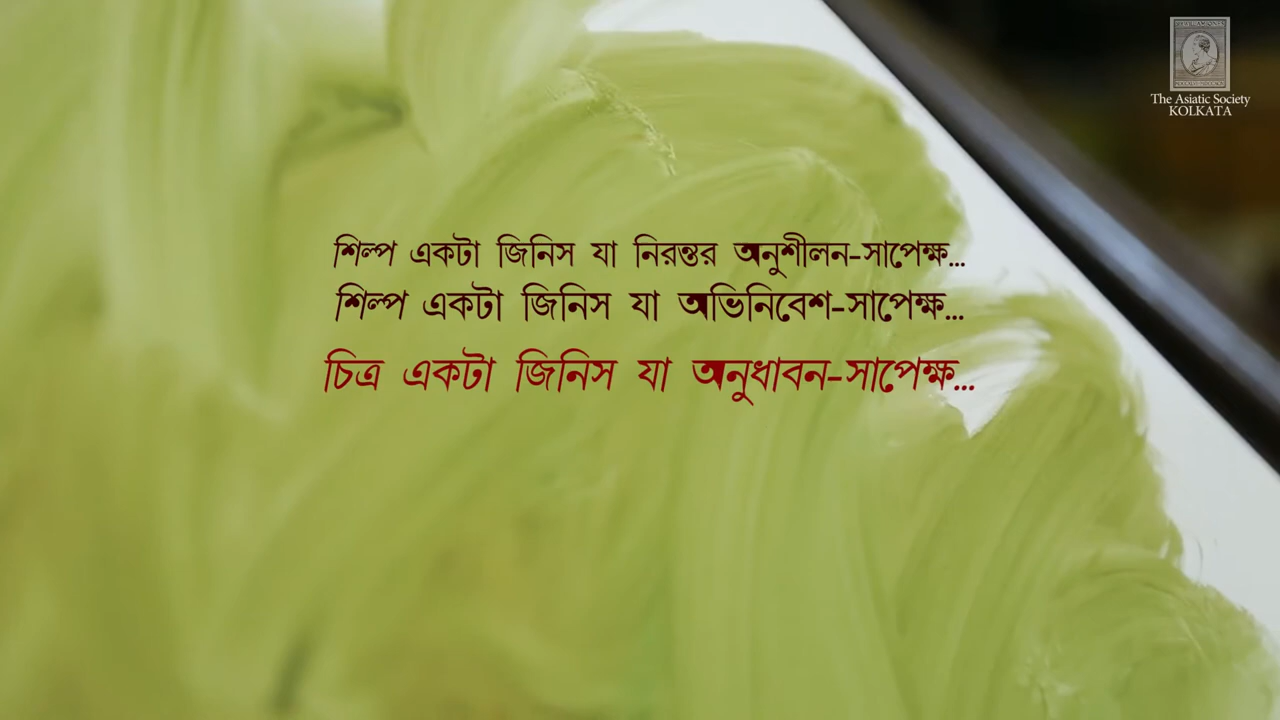 The Asiatic Society
KOLKATA
শিল্প একটা জিনিস যা নিরন্তর অনুশীলন-সাপেক্ষ...
শিল্প একটা জিনিস যা অভিনিবেশ-সাপেক্ষ...
চিত্র একটা জিনিস যা অনুধাবন-সাপেক্ষ...